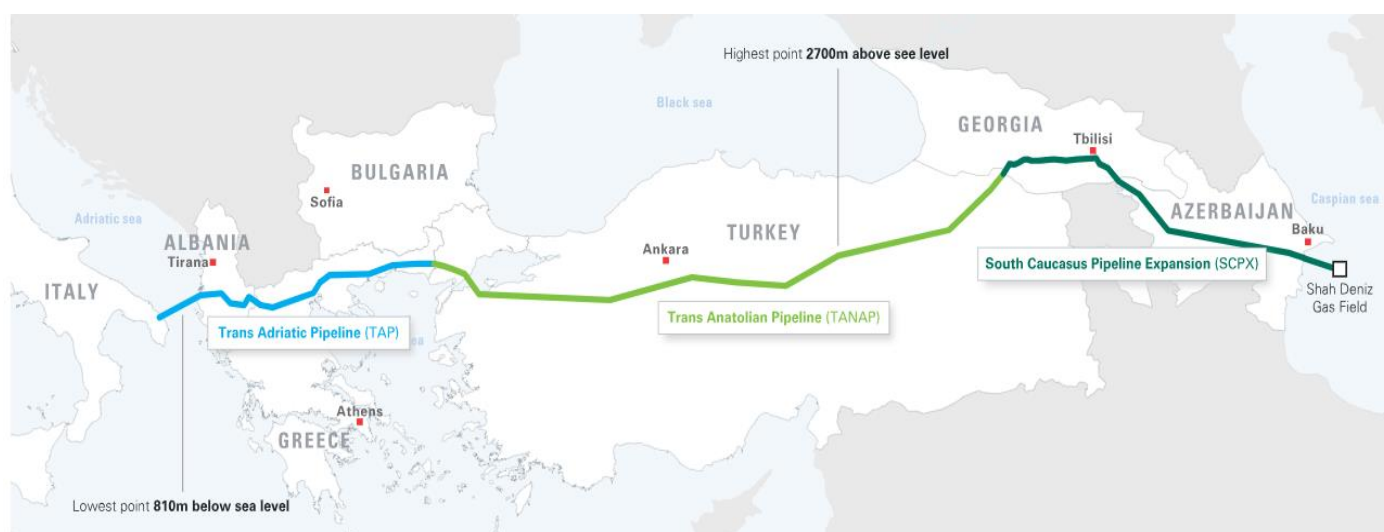 Highest point 2700m above see level
Black sea
GEORGIA
Tbilisi
BULGARIA
Sofia
Adriatic sea
Caspian sea
AZERBAIJAN
Baku
ALBANIA
Tirana
Ankara
TURKEY
ITALY
South Caucasus Pipeline Expansion (SCPX)
Shah Deniz
Gas Field
Trans Adriatic Pipeline (TAP)
Trans Anatolian Pipeline (TANAP)
Athens
GREECE
Lowest point 810m below sea level